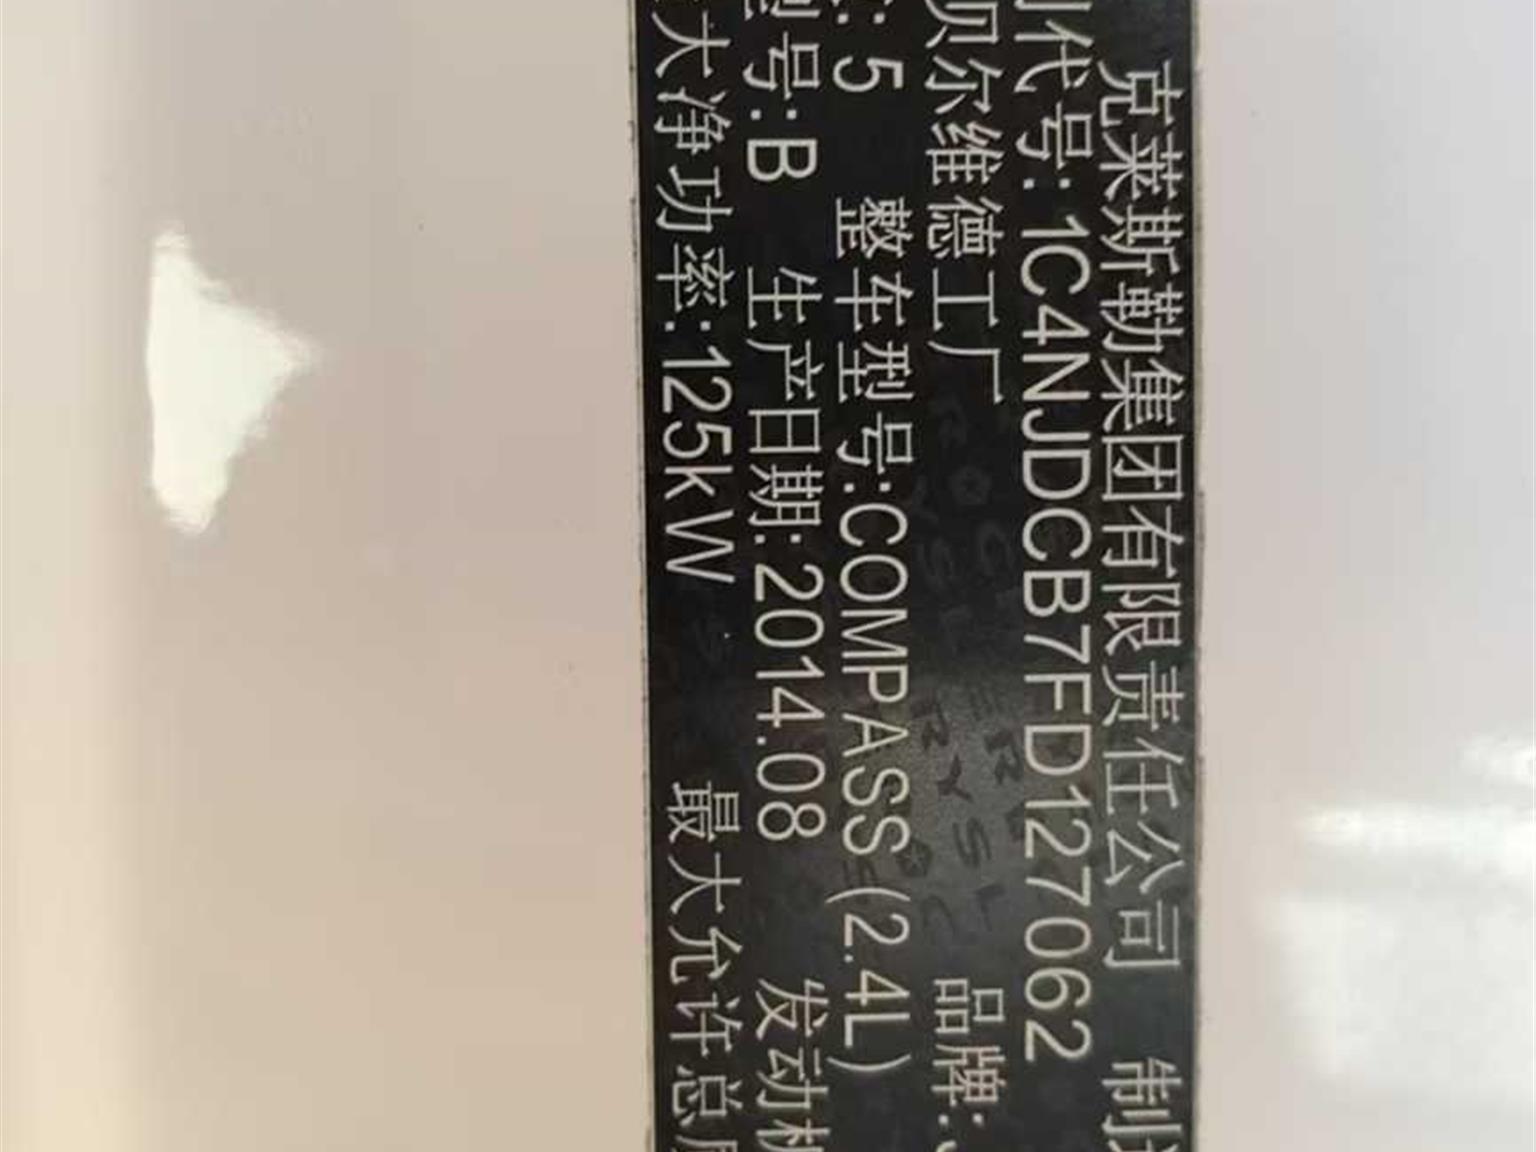 克莱斯勒集团有限责任公司 制造
代号:1C4NJDCB7FD127062
贝尔维德工厂 品牌:
:5 整车型号:COMPASS(2.4L)
型号:B 生产日期:2014.08 发动机
大净功率:125kW 最大允许总